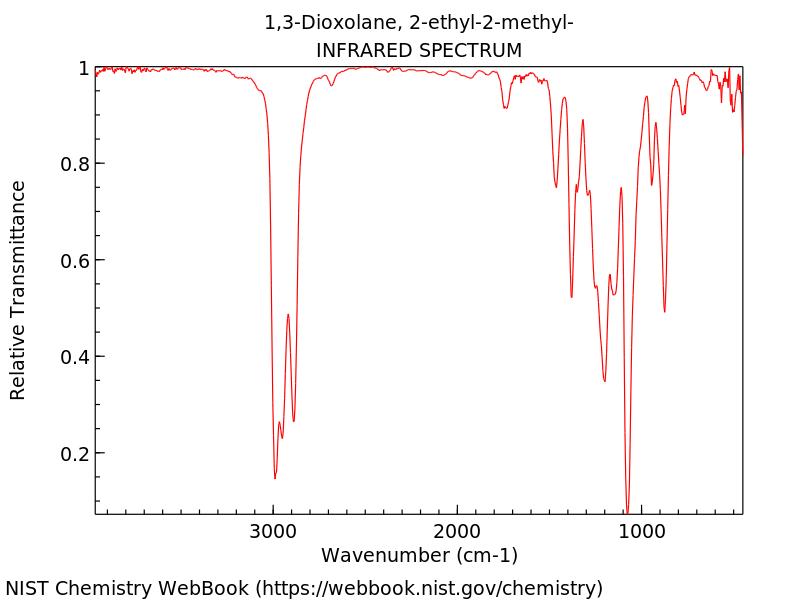 1,3-Dioxolane, 2-ethyl-2-methyl-
INFRARED SPECTRUM
1
0.8
0.6
0.4
0.2
Relative Transmittance
3000 2000 1000
Wavenumber (cm-1)
NIST Chemistry WebBook (https://webbook.nist.gov/chemistry)